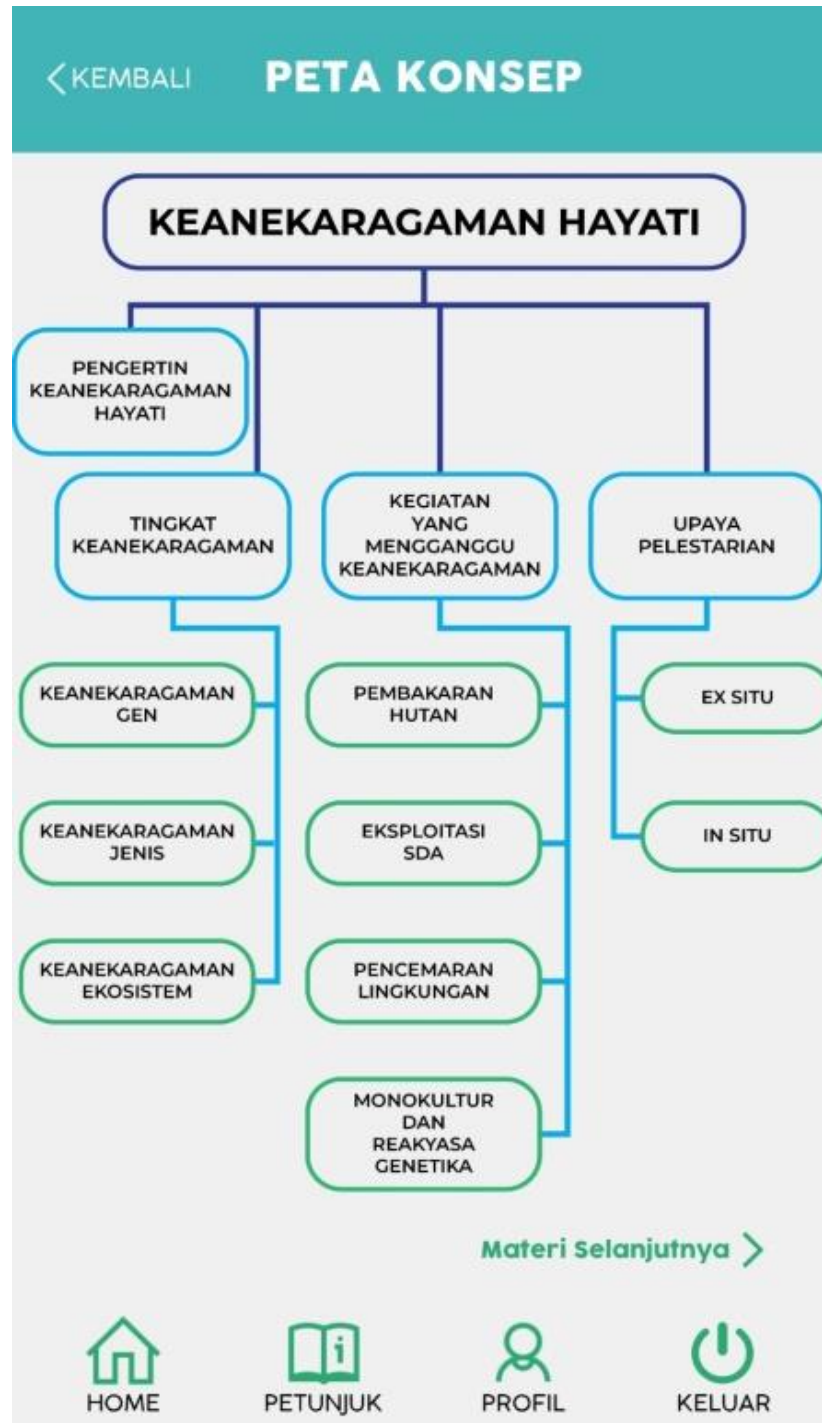 KEMBALI
PETA KONSEP
KEANEKARAGAMAN HAYATI
PENGERTIN
KEANEKARAGAMAN
HAYATI
TINGKAT
KEANEKARAGAMAN
KEGIATAN
YANG
MENGGANGGU
KEANEKARAGAMAN
UPAYA
PELESTARIAN
KEANEKARAGAMAN
GEN
KEANEKARAGAMAN
JENIS
KEANEKARAGAMAN
EKOSISTEM
PEMBAKARAN
HUTAN
EKSPLOITASI
SDA
PENCEMARAN
LINGKUNGAN
MONOKULTUR
DAN
REAKYASA
GENETIKA
EX SITU
IN SITU
Materi Selanjutnya
HOME
PETUNJUK
PROFIL
KELUAR